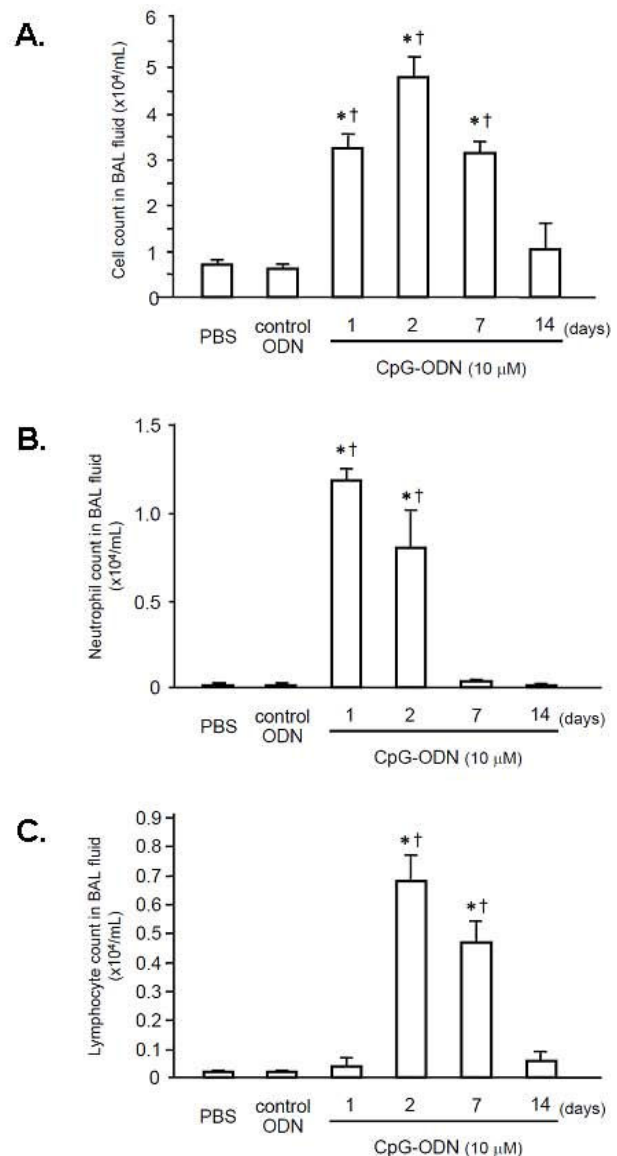 A.
Cell count in BAL fluid (x10⁴/mL)
6
5
4
3
2
1
0
*†
*†
*†
PBS
control
ODN
1
2
7
14
(days)
CpG-ODN (10 µM)
B.
Neutrophil count in BAL fluid
(x10⁴/mL)
1.5
1.0
0.5
0
*†
*†
PBS
control
ODN
1
2
7
14
(days)
CpG-ODN (10 µM)
C.
Lymphocyte count in BAL fluid
(x10⁴/mL)
0.9
0.8
0.7
0.6
0.5
0.4
0.3
0.2
0.1
0
*†
*†
PBS
control
ODN
1
2
7
14
(days)
CpG-ODN (10 µM)